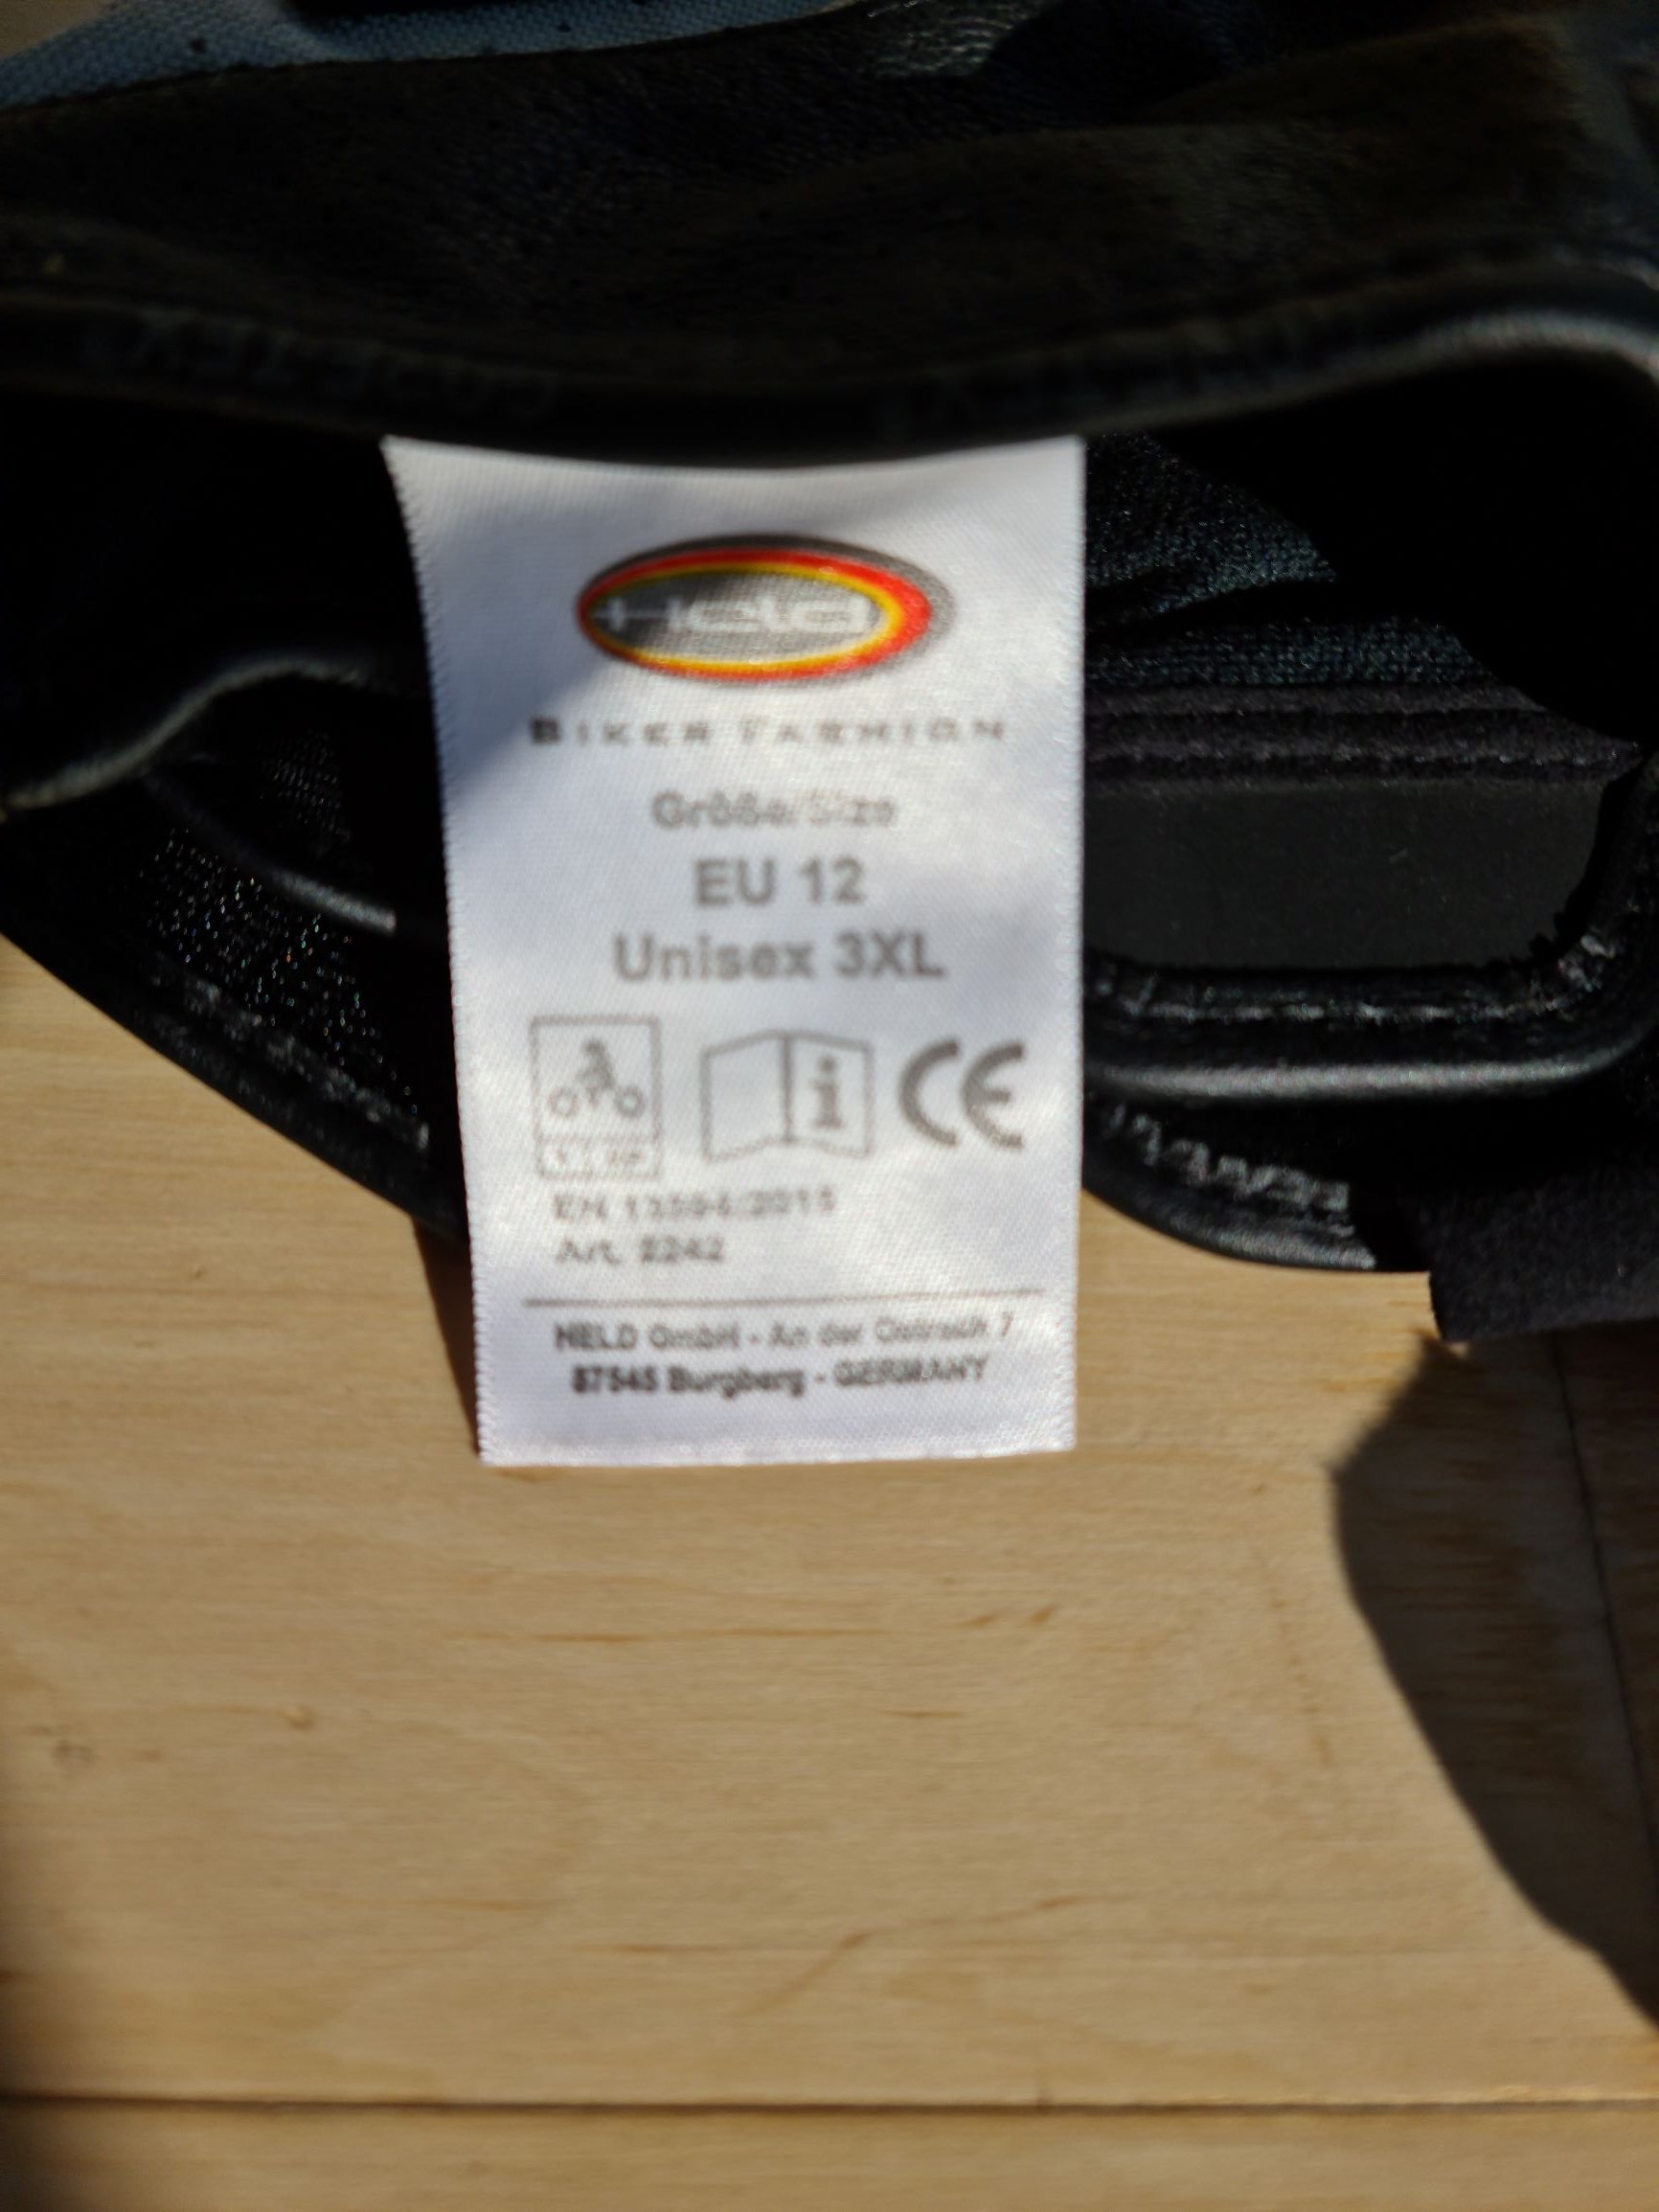 Held
BIKER FASHION
Größe/Size
EU 12
Unisex 3XL
i CE
EN 13594:2015
Art. 2242
HELD GmbH - An der Ostrach 7
87545 Burgberg - GERMANY